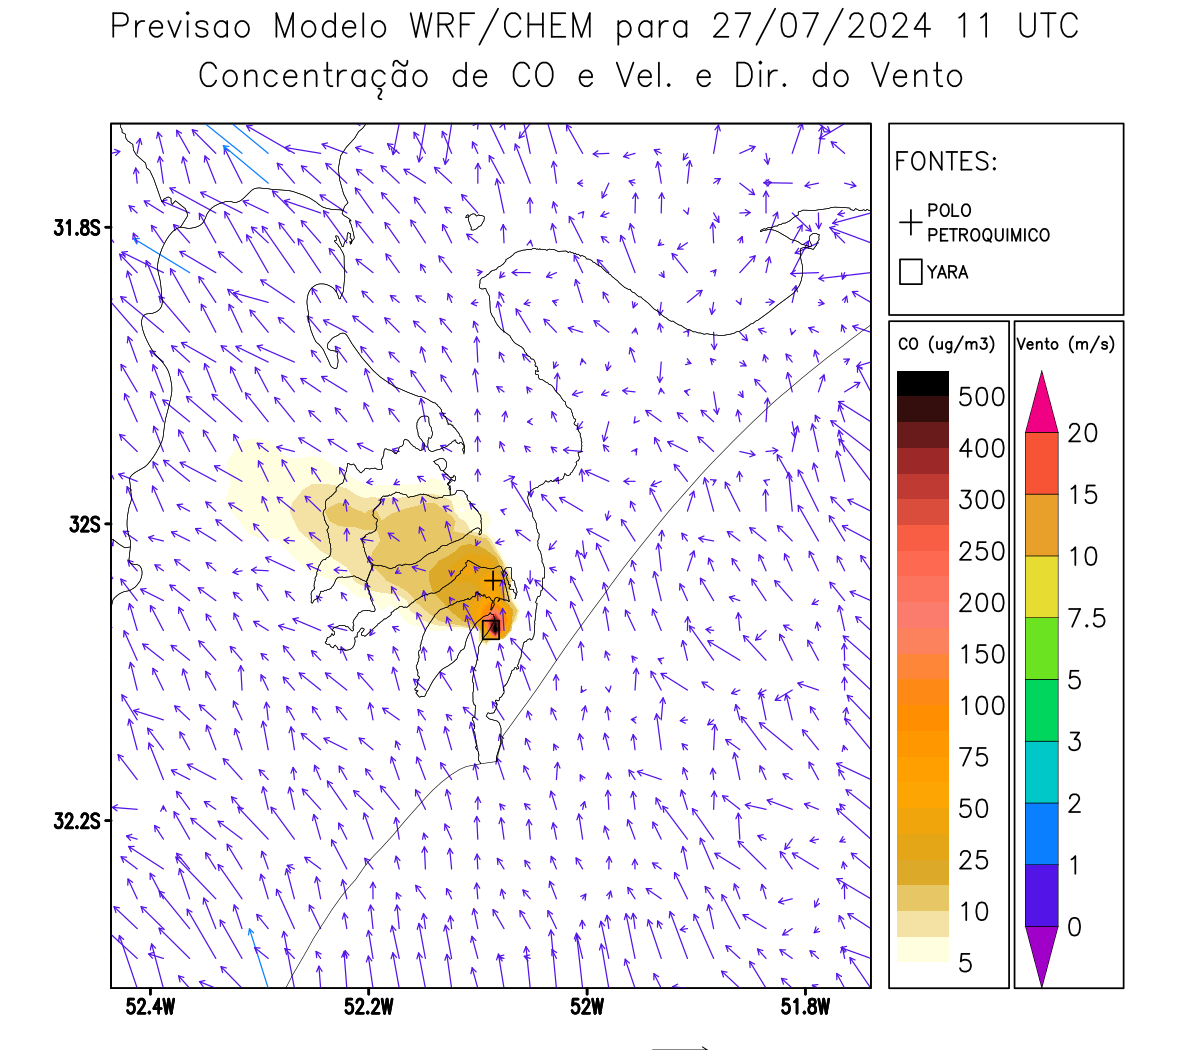 Previsao Modelo WRF/CHEM para 27/07/2024 11 UTC
Concentração de CO e Vel. e Dir. do Vento
FONTES:
POLO
PETROQUIMICO
YARA
31.8S
32S
32.2S
52.4W
52.2W
52W
51.8W
CO (ug/m3)
500
400
300
250
200
150
100
75
50
25
10
5
Vento (m/s)
20
15
10
7.5
5
3
2
1
0